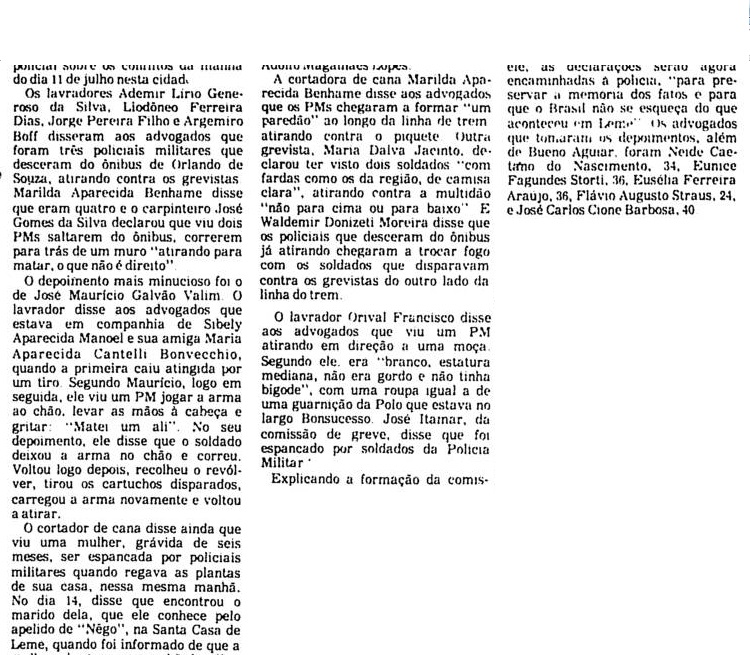 policial sobre os conflitos da manhã
do dia 11 de julho nesta cidade.
Os lavradores Ademir Lírio Gene-
roso da Silva, Liodôneo Ferreira
Dias, Jorge Pereira Filho e Argemiro
Boff disseram aos advogados que
foram três policiais militares que
desceram do ônibus de Orlando de
Souza, atirando contra os grevistas.
Marilda Aparecida Benhame disse
que eram quatro e o carpinteiro José
Gomes da Silva declarou que viu dois
PMs saltarem do ônibus, correrem
para trás de um muro "atirando para
matar, o que não é direito"
O depoimento mais minucioso foi o
de José Maurício Galvão Valim. O
lavrador disse aos advogados que
estava em companhia de Sibely
Aparecida Manoel e sua amiga Maria
Aparecida Cantelli Bonvecchio,
quando a primeira caiu atingida por
um tiro. Segundo Maurício, logo em
seguida, ele viu um PM jogar a arma
ao chão, levar as mãos à cabeça e
gritar: "Matei um ali". No seu
depoimento, ele disse que o soldado
deixou a arma no chão e correu.
Voltou logo depois, recolheu o revól-
ver, tirou os cartuchos disparados,
carregou a arma novamente e voltou
a atirar.
O cortador de cana disse ainda que
viu uma mulher, grávida de seis
meses, ser espancada por policiais
militares quando regava as plantas
de sua casa, nessa mesma manhã.
No dia 14, disse que encontrou o
marido dela, que ele conhece pelo
apelido de "Nêgo", na Santa Casa de
Leme, quando foi informado de que a
Adolfo Magalhães Lopes.
A cortadora de cana Marilda Apa-
recida Benhame disse aos advogados
que os PMs chegaram a formar "um
paredão" ao longo da linha de trem
atirando contra o piquete Outra
grevista, Maria Dalva Jacinto, de-
clarou ter visto dois soldados "com
fardas como os da região, de camisa
clara", atirando contra a multidão
"não para cima ou para baixo" E
Waldemir Donizeti Moreira disse que
os policiais que desceram do ônibus
já atirando chegaram a trocar fogo
com os soldados que disparavam
contra os grevistas do outro lado da
linha do trem.
O lavrador Orival Francisco disse
aos advogados que viu um PM
atirando em direção a uma moça.
Segundo ele, era "branco, estatura
mediana, não era gordo e não tinha
bigode", com uma roupa igual a de
uma guarnição da Polo que estava no
largo Bonsucesso. José Itamar, da
comissão de greve, disse que foi
espancado por soldados da Polícia
Militar
Explicando a formação da comis-
ele, as declarações serão agora
encaminhadas à polícia, "para pre-
servar a memória dos fatos e para
que o Brasil não se esqueça do que
aconteceu em Leme" Os advogados
que tomaram os depoimentos, além
de Bueno Aguiar, foram Neide Cae-
tano do Nascimento, 34, Eunice
Fagundes Storti, 36, Eusélia Ferreira
Araújo, 36, Flávio Augusto Straus, 24,
e José Carlos Cione Barbosa, 40